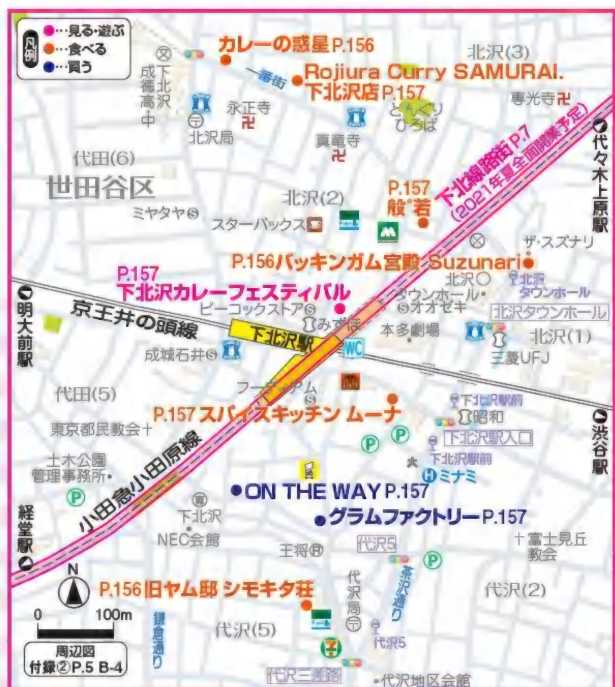 凡例
●…見る・遊ぶ
●…食べる
●…買う
カレーの惑星P.156
北沢(3)
一番街
Rojiura Curry SAMURAI.
下北沢店P.157
下北沢
成徳高・中
北沢局
永正寺
真竜寺
どんぐり
ひろば
専光寺
代々木上原駅
代田(6)
世田谷区
北沢(2)
ミヤタヤ
スターバックス
P.157
般°若
下北線路街P.7
(2021年夏全面開業予定)
ザ・スズナリ
P.156バッキンガム宮殿 Suzunari
P.157
下北沢カレーフェスティバル
北沢
タウンホール
北沢
タウンホール
北沢タウンホール
ピーコックストア
みずほ
オオゼキ
本多劇場
北沢(1)
三菱UFJ
明大前駅
京王井の頭線
下北沢駅
WC
成城石井
代田(5)
フーディアム
P.157スパイスキッチン ムーナ
東京都民教会
下北沢駅前
昭和
下北沢駅入口
下北沢駅前
渋谷駅
P
P
土木公園
管理事務所
P
小田急小田原線
ミナミ
ON THE WAY P.157
グラムファクトリーP.157
下北沢
NEC会館
王将
代沢5
富士見丘
教会
P
経堂駅
N
0 100m
周辺図
付録②P.5 B-4
P.156旧ヤム邸 シモキタ荘
鎌倉通り
代沢(5)
代沢局
茶沢通り
代沢(2)
代沢5
代沢三差路
代沢地区会館